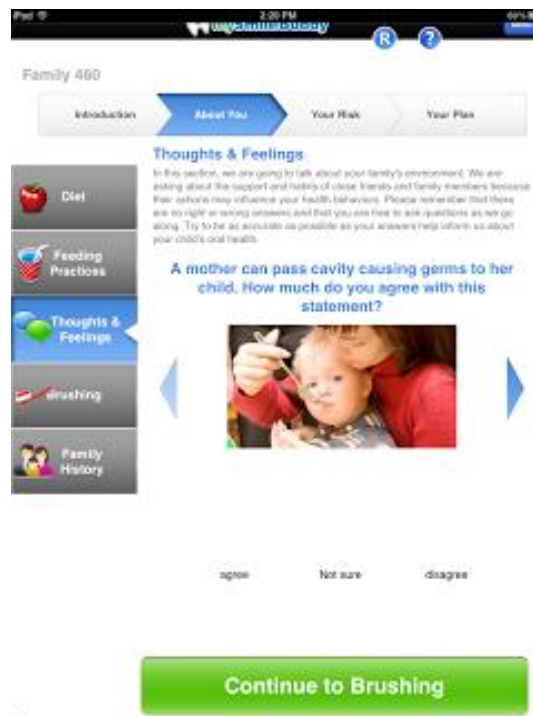 iPad
2:20 PM
mySmileBuddy
R
?
Family 460
Introduction
About You
Your Risk
Your Plan
Thoughts & Feelings
In this section, we are going to talk about your family's environment. We are
asking about the support and habits of close friends and family members because
their actions may influence your health behaviors. Please remember that there
are no right or wrong answers and that you are free to ask questions as we go
along. Try to be as accurate as possible as your answers help inform us about
your child's oral health.
Diet
Feeding
Practices
Thoughts &
Feelings
Brushing
Family
History
A mother can pass cavity causing germs to her
child. How much do you agree with this
statement?
agree
Not sure
disagree
Continue to Brushing